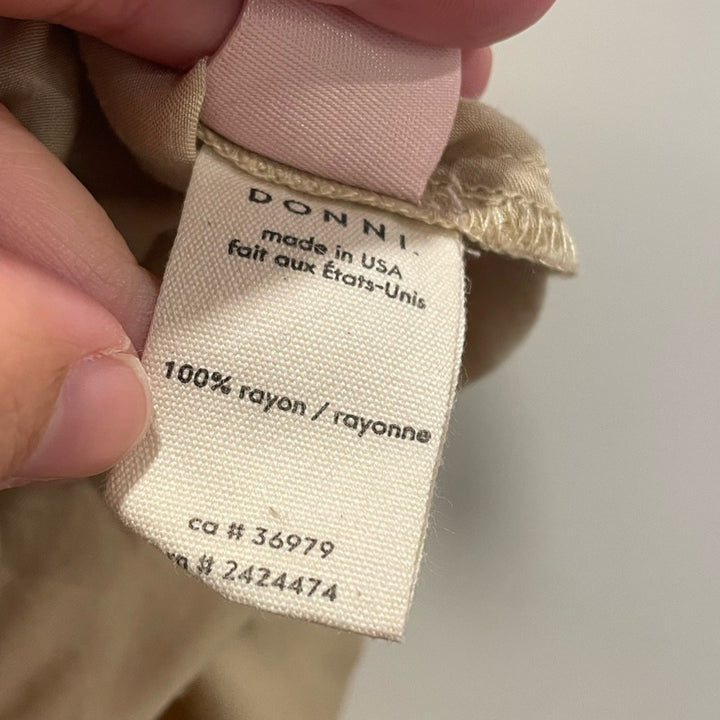 DONNI.
made in USA
fait aux États-Unis
100% rayon / rayonne
ca # 36979
# 2424474